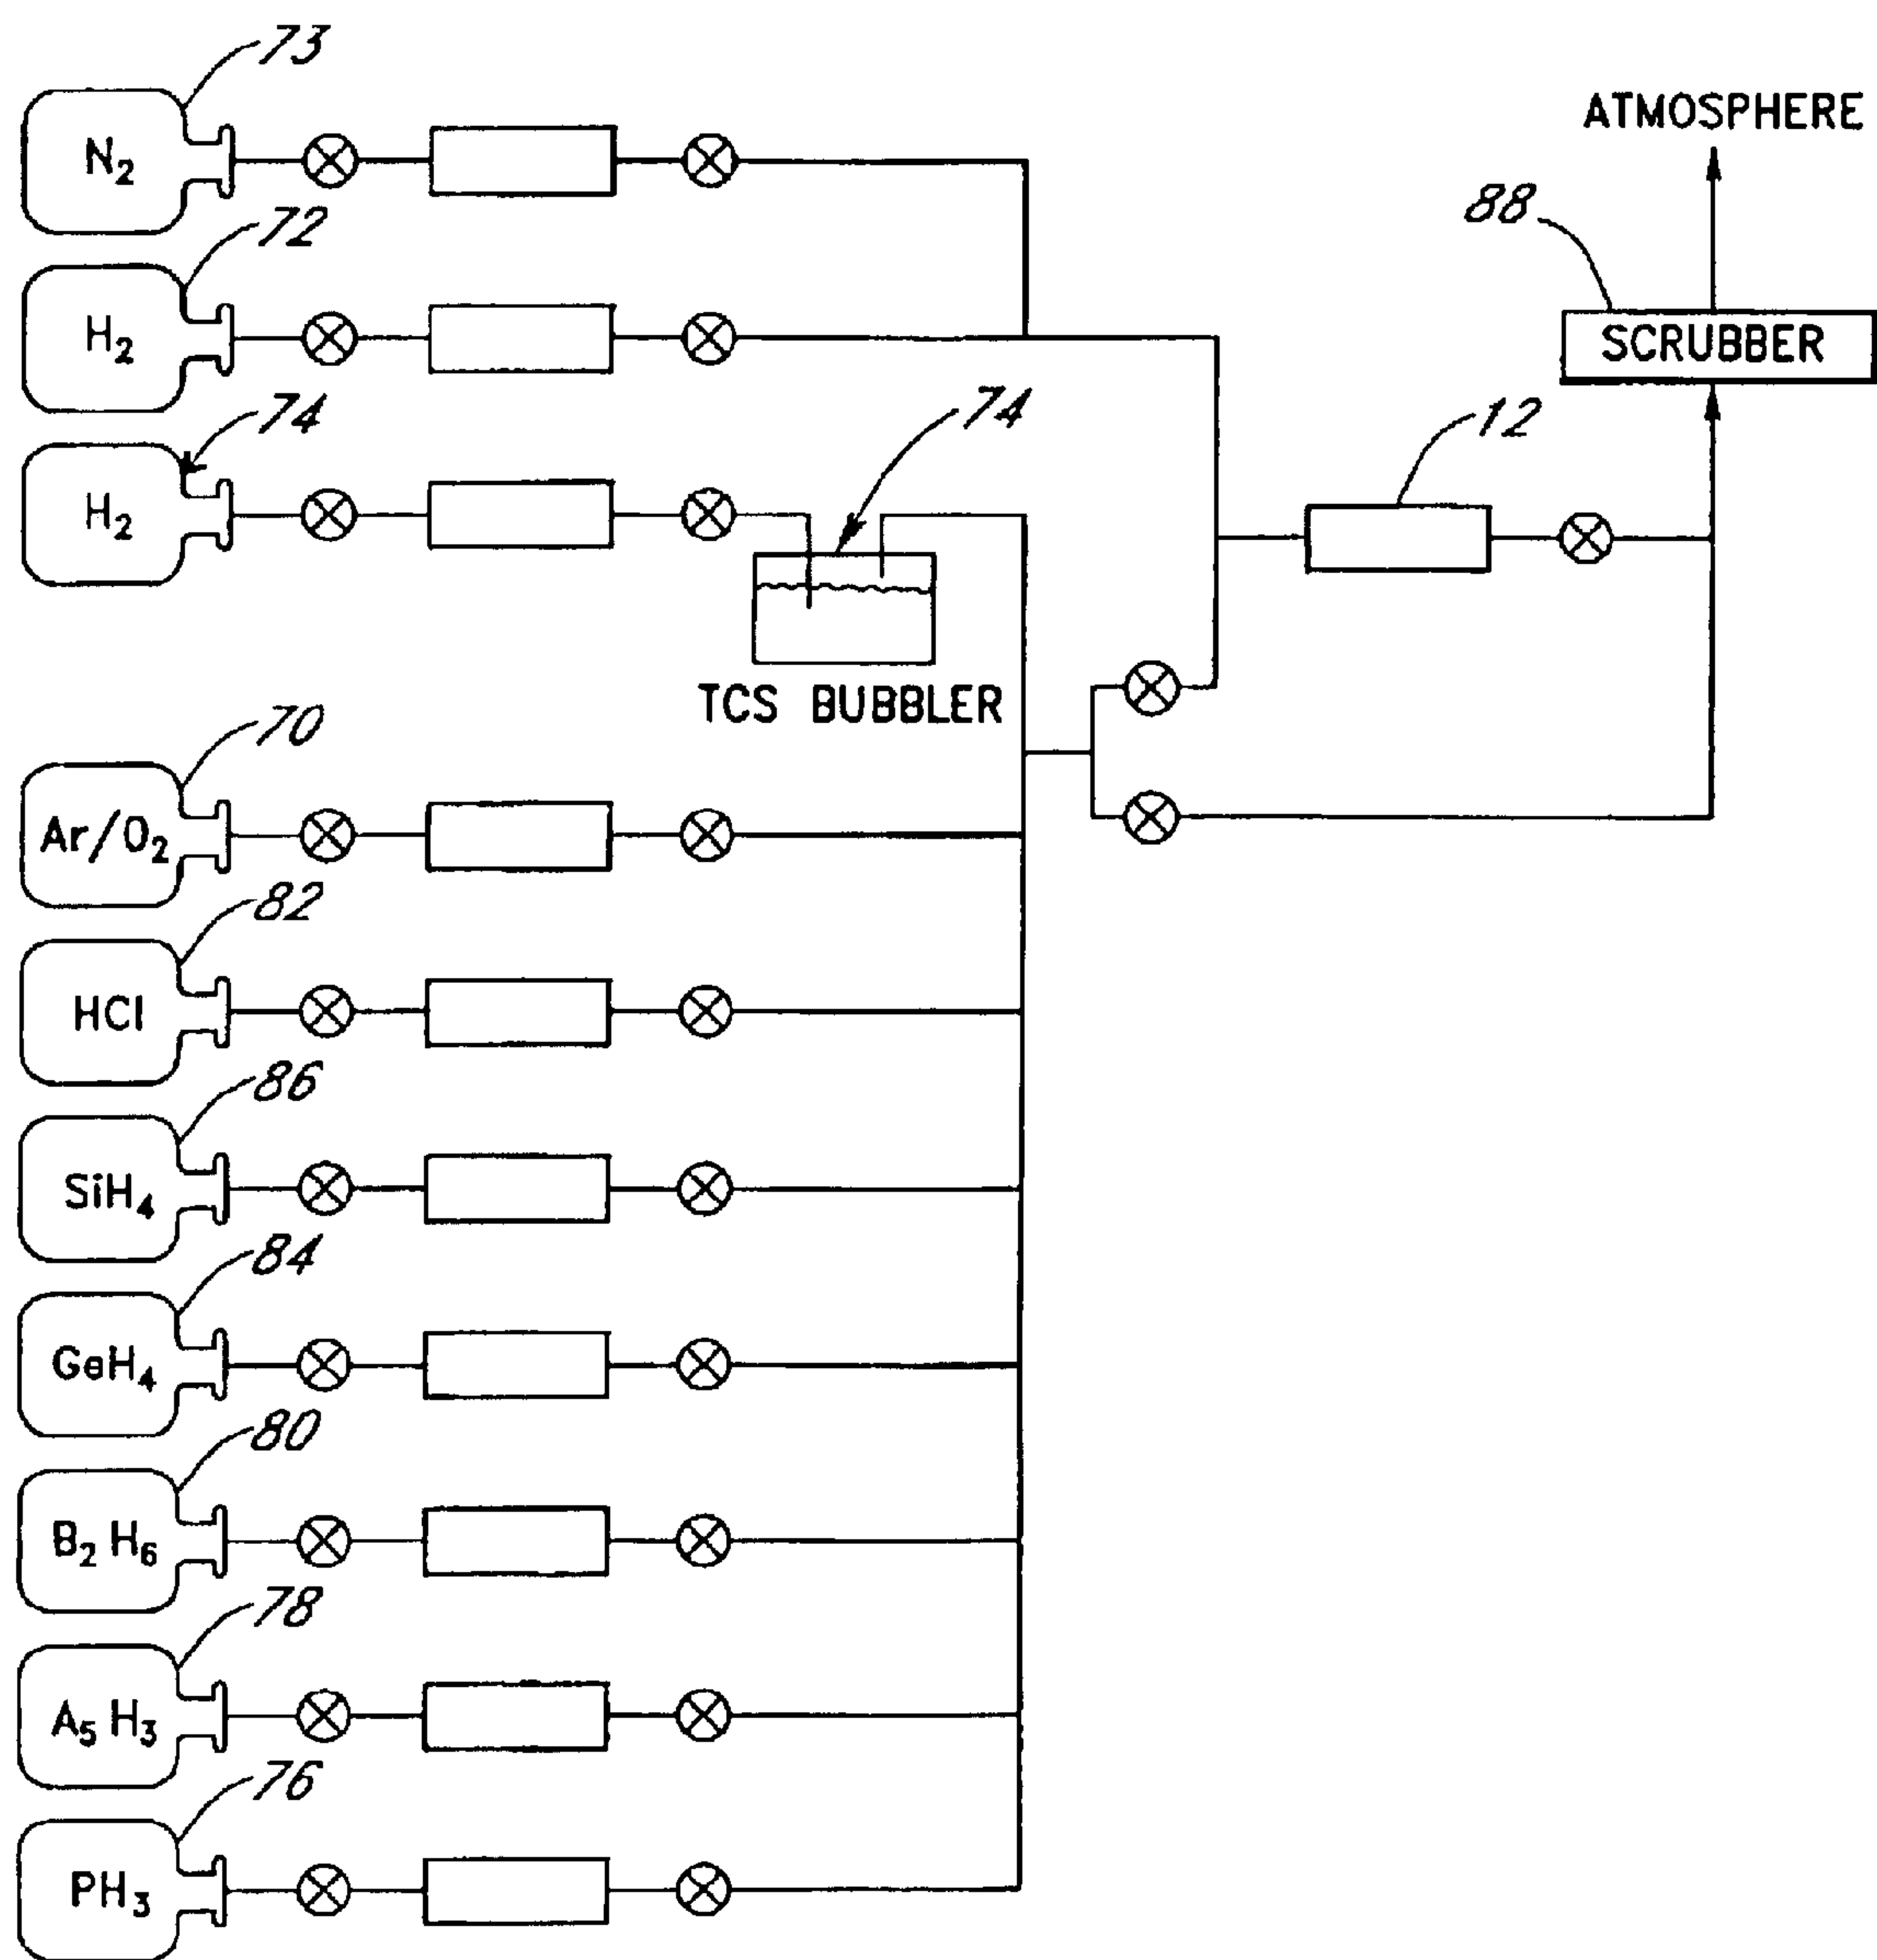 73
N₂
ATMOSPHERE
72
88
H₂
SCRUBBER
74
74
12
H₂
TCS BUBBLER
70
Ar/O₂
82
HCl
86
SiH₄
84
GeH₄
80
B₂ H₆
78
A₅ H₃
76
PH₃